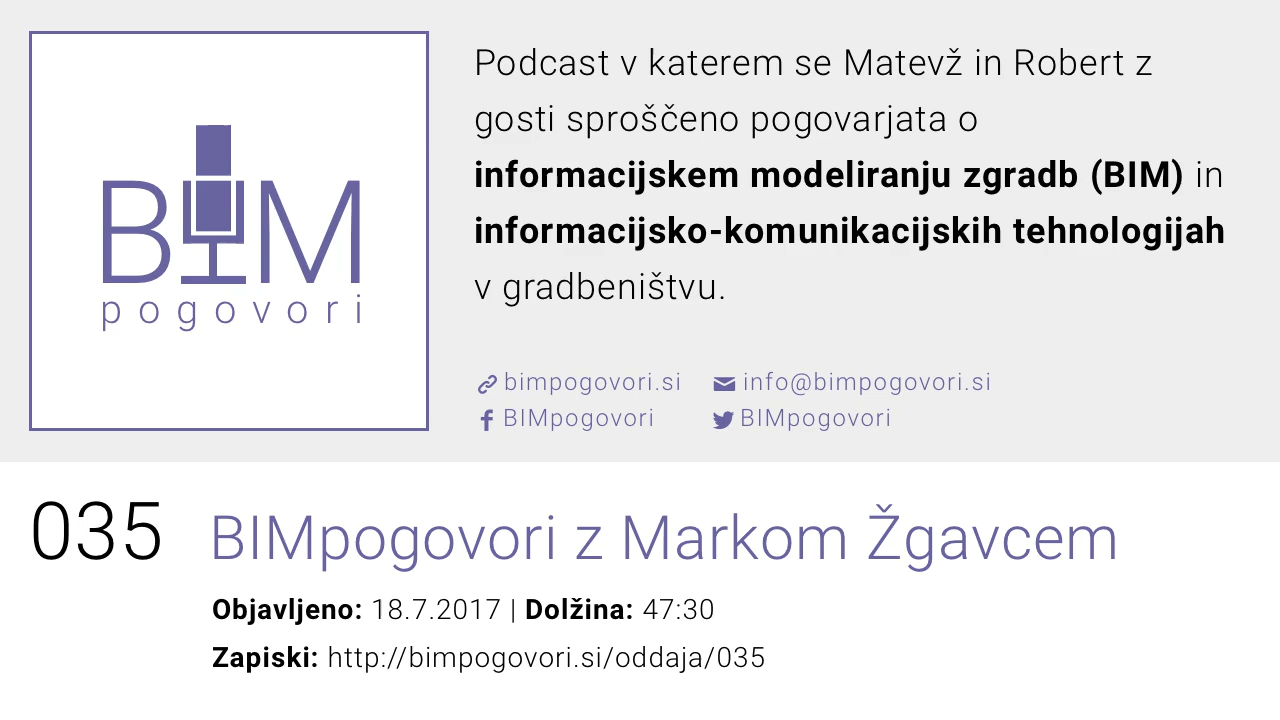 BIM
pogovori
Podcast v katerem se Matevž in Robert z
gosti sproščeno pogovarjata o
informacijskem modeliranju zgradb (BIM) in
informacijsko-komunikacijskih tehnologijah
v gradbeništvu.
bimpogovori.si info@bimpogovori.si
BIMpogovori BIMpogovori
035 BIMpogovori z Markom Žgavcem
Objavljeno: 18.7.2017 | Dolžina: 47:30
Zapiski: http://bimpogovori.si/oddaja/035